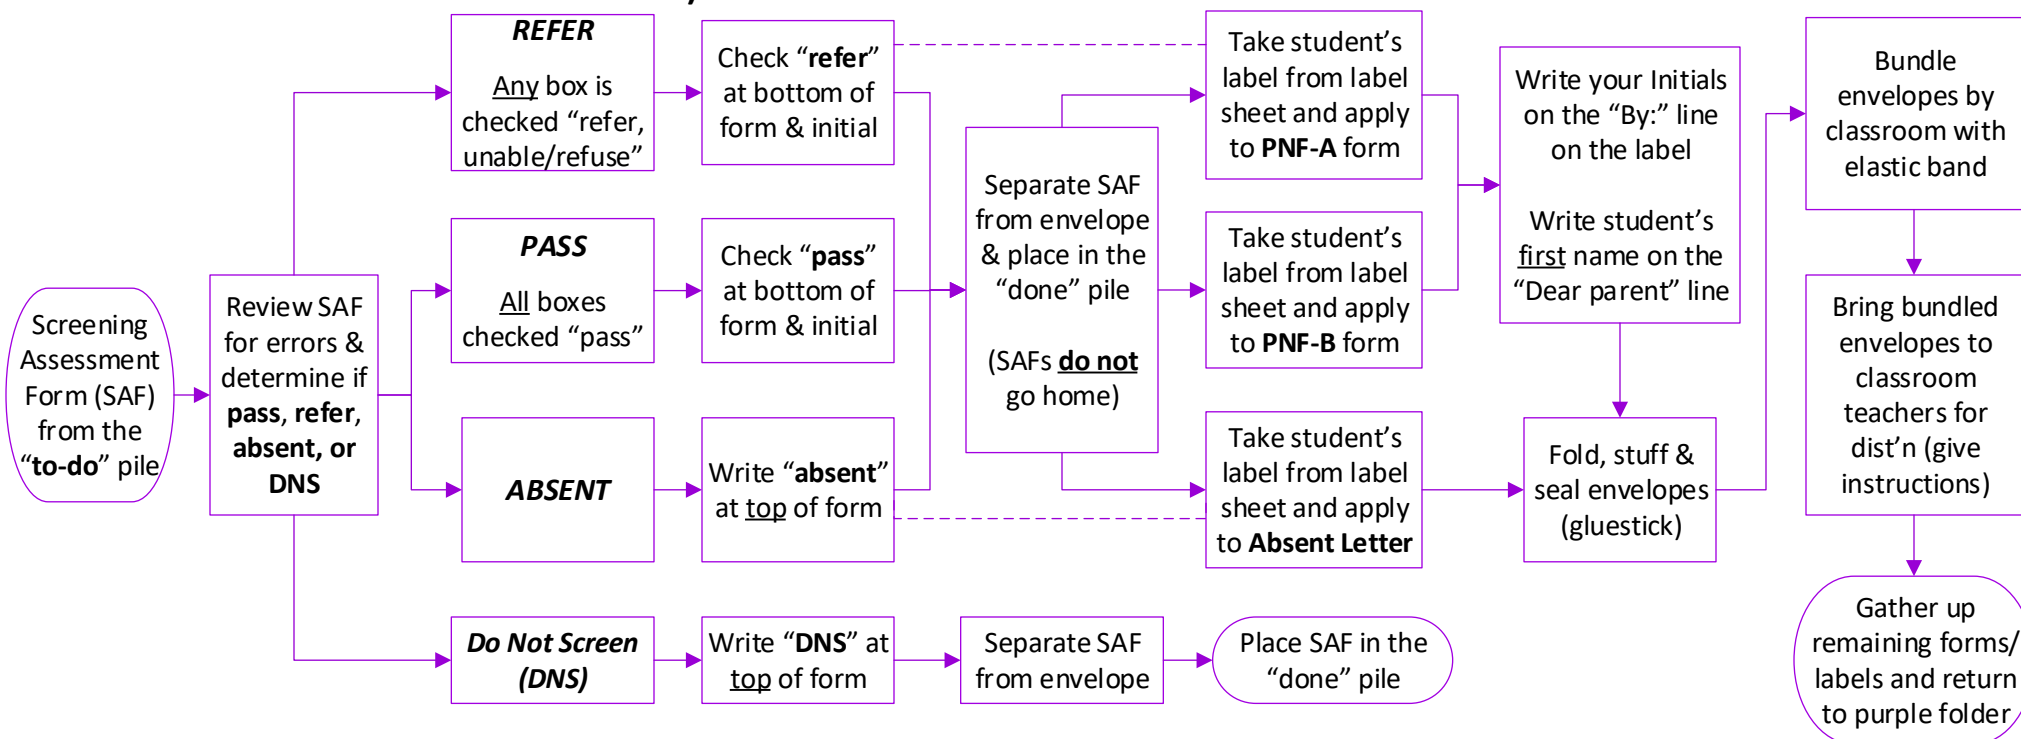 Screening
Assessment
Form (SAF)
from the
“to-do” pile
Review SAF
for errors &
determine if
pass, refer,
absent, or
DNS
REFER
Any box is
checked “refer,
unable/refuse”
Check “refer”
at bottom of
form & initial
PASS
All boxes
checked “pass”
Check “pass”
at bottom of
form & initial
ABSENT
Write “absent”
at top of form
Do Not Screen
(DNS)
Write “DNS” at
top of form
Separate SAF
from envelope
Place SAF in the
“done” pile
Separate SAF
from envelope
& place in the
“done” pile
(SAFs do not
go home)
Take student’s
label from label
sheet and apply
to PNF-A form
Take student’s
label from label
sheet and apply
to PNF-B form
Take student’s
label from label
sheet and apply
to Absent Letter
Write your Initials
on the “By:” line
on the label
Write student’s
first name on the
“Dear parent” line
Fold, stuff &
seal envelopes
(gluestick)
Bundle
envelopes by
classroom with
elastic band
Bring bundled
envelopes to
classroom
teachers for
dist’n (give
instructions)
Gather up
remaining forms/
labels and return
to purple folder